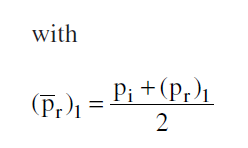 with
(p̅ᵣ)₁ = pᵢ + (pᵣ)₁ / 2